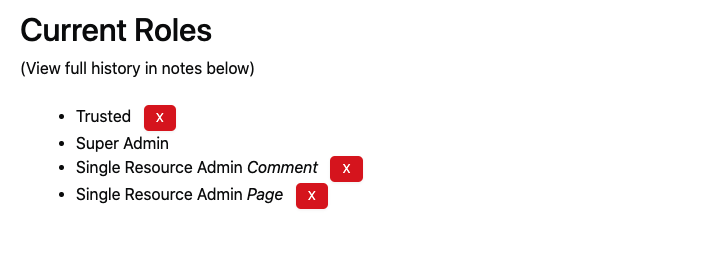 Current Roles
(View full history in notes below)
• Trusted X
• Super Admin
• Single Resource Admin Comment X
• Single Resource Admin Page X